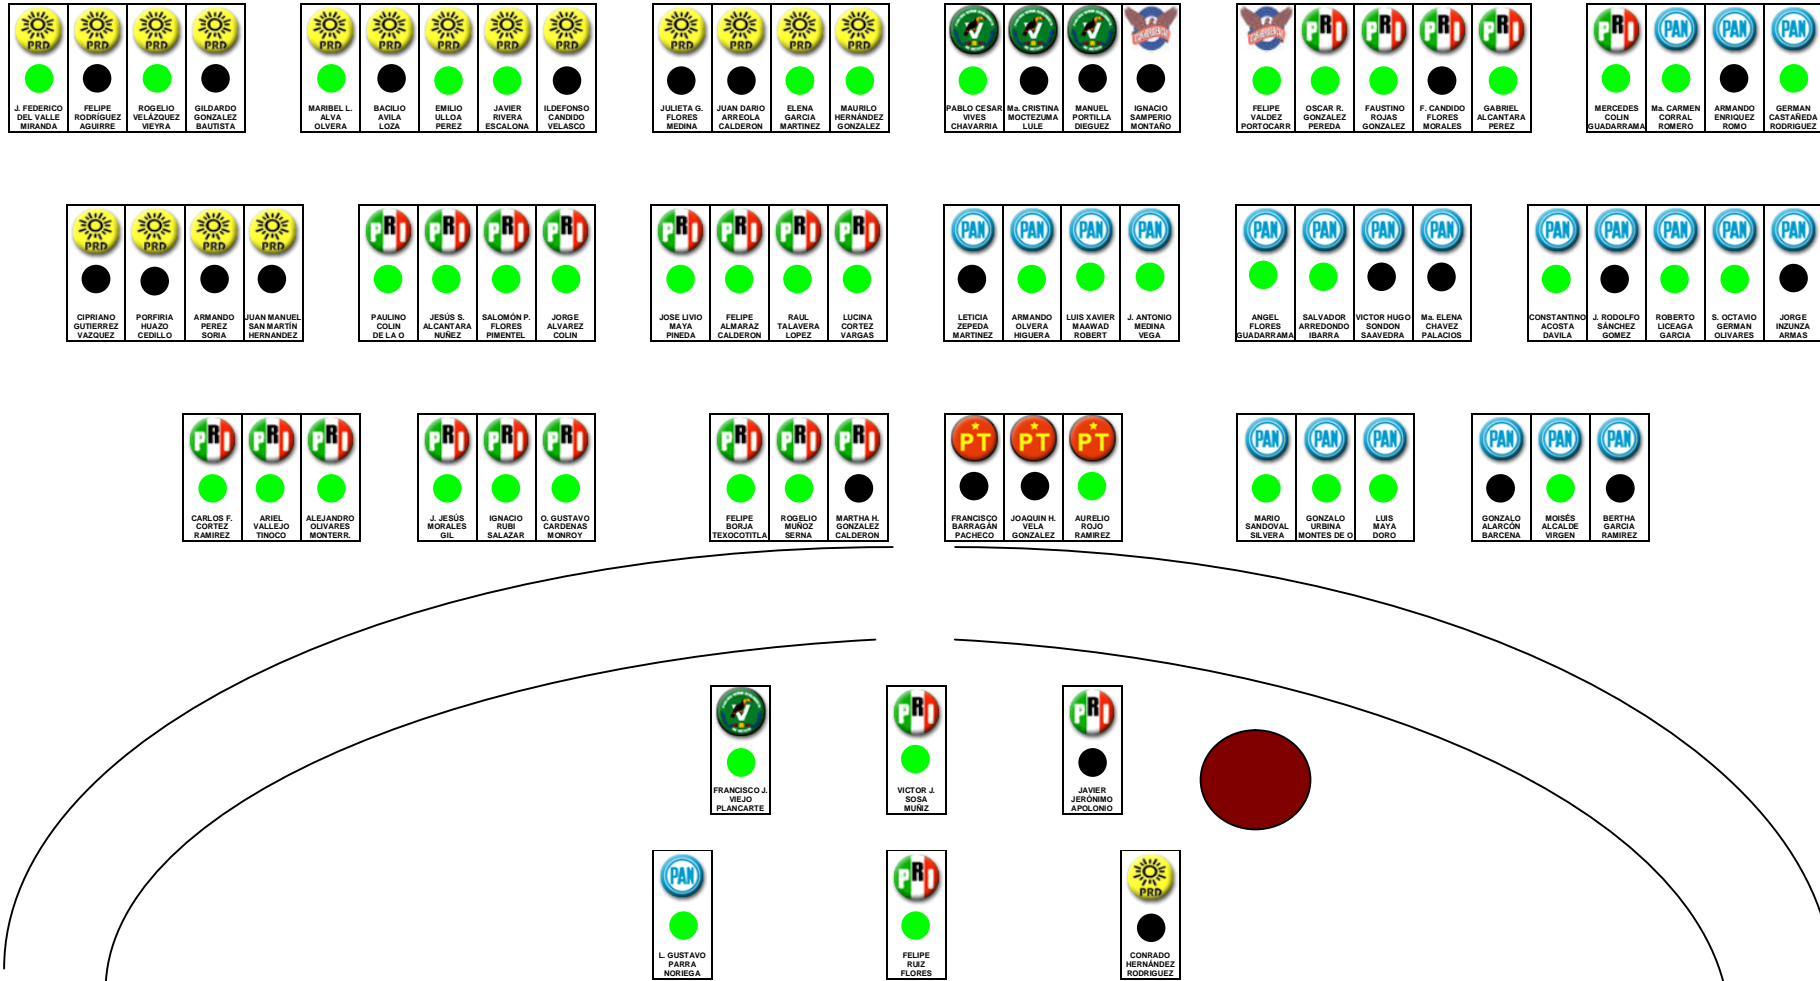 PRD PRD PRD PRD
J. FEDERICO
DEL VALLE
MIRANDA
FELIPE
RODRÍGUEZ
AGUIRRE
ROGELIO
VELÁZQUEZ
VIEYRA
GILDARDO
GONZALEZ
BAUTISTA
PRD PRD PRD PRD PRD
MARIBEL L.
ALVA
OLVERA
BACILIO
AVILA
LOZA
EMILIO
ULLOA
PEREZ
JAVIER
RIVERA
ESCALONA
ILDEFONSO
CANDIDO
VELASCO
PRD PRD PRD PRD
JULIETA G.
FLORES
MEDINA
JUAN DARIO
ARREOLA
CALDERON
ELENA
GARCIA
MARTINEZ
MAURILO
HERNÁNDEZ
GONZALEZ
CONVERGENCIA
PABLO CESAR
VIVES
CHAVARRIA
Ma. CRISTINA
MOCTEZUMA
LULE
MANUEL
PORTILLA
DIEGUEZ
IGNACIO
SAMPERIO
MONTAÑO
CONVERGENCIA PRI PRI PRI PRI
FELIPE
VALDEZ
PORTOCARR
OSCAR R.
GONZALEZ
PEREDA
FAUSTINO
ROJAS
GONZALEZ
F. CANDIDO
FLORES
MORALES
GABRIEL
ALCANTARA
PEREZ
PRI PAN PAN PAN
MERCEDES
COLIN
GUADARRAMA
Ma. CARMEN
CORRAL
ROMERO
ARMANDO
ENRIQUEZ
ROMO
GERMAN
CASTAÑEDA
RODRIGUEZ
PRD PRD PRD PRD
CIPRIANO
GUTIERREZ
VAZQUEZ
PORFIRIA
HUAZO
CEDILLO
ARMANDO
PEREZ
SORIA
JUAN MANUEL
SAN MARTÍN
HERNANDEZ
PRI PRI PRI PRI
PAULINO
COLIN
DE LA O
JESÚS S.
ALCANTARA
NUÑEZ
SALOMÓN P.
FLORES
PIMENTEL
JORGE
ALVAREZ
COLIN
PRI PRI PRI PRI
JOSE LIVIO
MAYA
PINEDA
FELIPE
ALMARAZ
CALDERON
RAUL
TALAVERA
LOPEZ
LUCINA
CORTEZ
VARGAS
PAN PAN PAN PAN
LETICIA
ZEPEDA
MARTINEZ
ARMANDO
OLVERA
HIGUERA
LUIS XAVIER
MAAWAD
ROBERT
J. ANTONIO
MEDINA
VEGA
PAN PAN PAN PAN
ANGEL
FLORES
GUADARRAMA
SALVADOR
ARREDONDO
IBARRA
VICTOR HUGO
SONDON
SAAVEDRA
Ma. ELENA
CHAVEZ
PALACIOS
PAN PAN PAN PAN PAN
CONSTANTINO
ACOSTA
DAVILA
J. RODOLFO
SÁNCHEZ
GOMEZ
ROBERTO
LICEAGA
GARCIA
S. OCTAVIO
GERMAN
OLIVARES
JORGE
INZUNZA
ARMAS
PRI PRI PRI
CARLOS F.
CORTEZ
RAMIREZ
ARIEL
VALLEJO
TINOCO
ALEJANDRO
OLIVARES
MONTERR.
PRI PRI PRI
J. JESÚS
MORALES
GIL
IGNACIO
RUBI
SALAZAR
O. GUSTAVO
CARDENAS
MONROY
PRI PRI PRI
FELIPE
BORJA
TEXOCOTITLA
ROGELIO
MUÑOZ
SERNA
MARTHA H.
GONZALEZ
CALDERON
PT PT PT
FRANCISCO
BARRAGÁN
PACHECO
JOAQUIN H.
VELA
GONZALEZ
AURELIO
ROJO
RAMIREZ
PAN PAN PAN
MARIO
SANDOVAL
SILVERA
GONZALO
URBINA
MONTES DE O
LUIS
MAYA
DORO
PAN PAN PAN
GONZALO
ALARCÓN
BARCENA
MOISÉS
ALCALDE
VIRGEN
BERTHA
GARCIA
RAMIREZ
FRANCISCO J.
VIEJO
PLANCARTE
PRI
VICTOR J.
SOSA
MUÑIZ
PRI
JAVIER
JERÓNIMO
APOLONIO
PAN
L. GUSTAVO
PARRA
NORIEGA
PRI
FELIPE
RUIZ
FLORES
PRD
CONRADO
HERNÁNDEZ
RODRIGUEZ